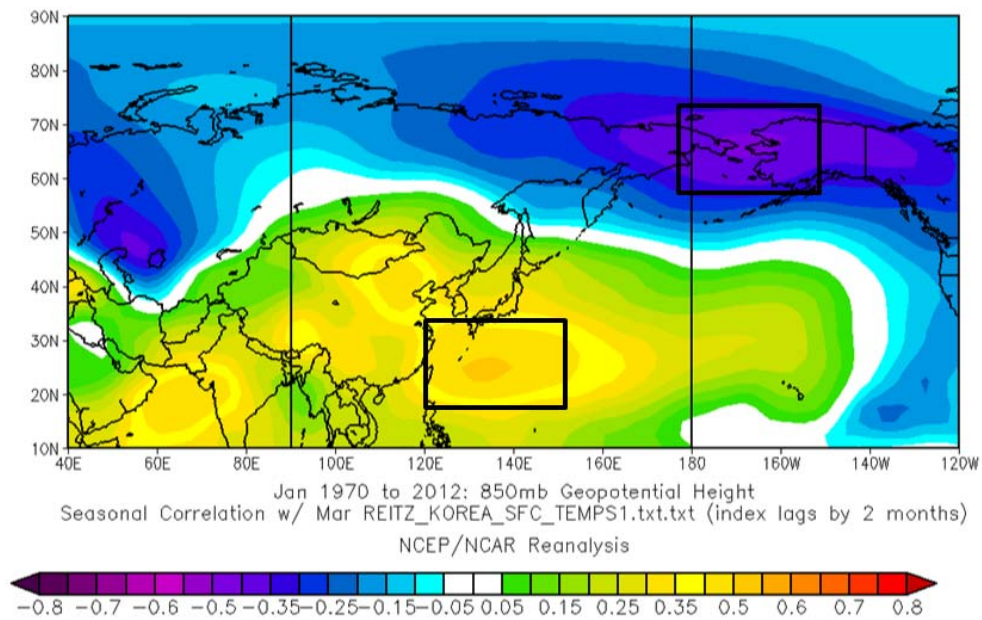 90N
80N
70N
60N
50N
40N
30N
20N
10N
40E 60E 80E 100E 120E 140E 160E 180 160W 140W 120W
Jan 1970 to 2012: 850mb Geopotential Height
Seasonal Correlation w/ Mar REITZ_KOREA_SFC_TEMPS1.txt.txt (index lags by 2 months)
NCEP/NCAR Reanalysis
-0.8 -0.7 -0.6 -0.5 -0.35 -0.25 -0.15 -0.05 0.05 0.15 0.25 0.35 0.5 0.6 0.7 0.8